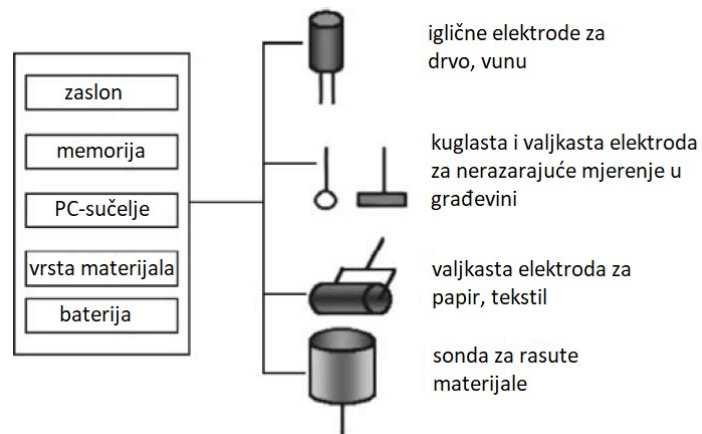 zaslon
memorija
PC-sučelje
vrsta materijala
baterija
iglične elektrode za
drvo, vunu
kuglasta i valjkasta elektroda
za nerazarajuće mjerenje u
građevini
valjkasta elektroda za
papir, tekstil
sonda za rasute
materijale